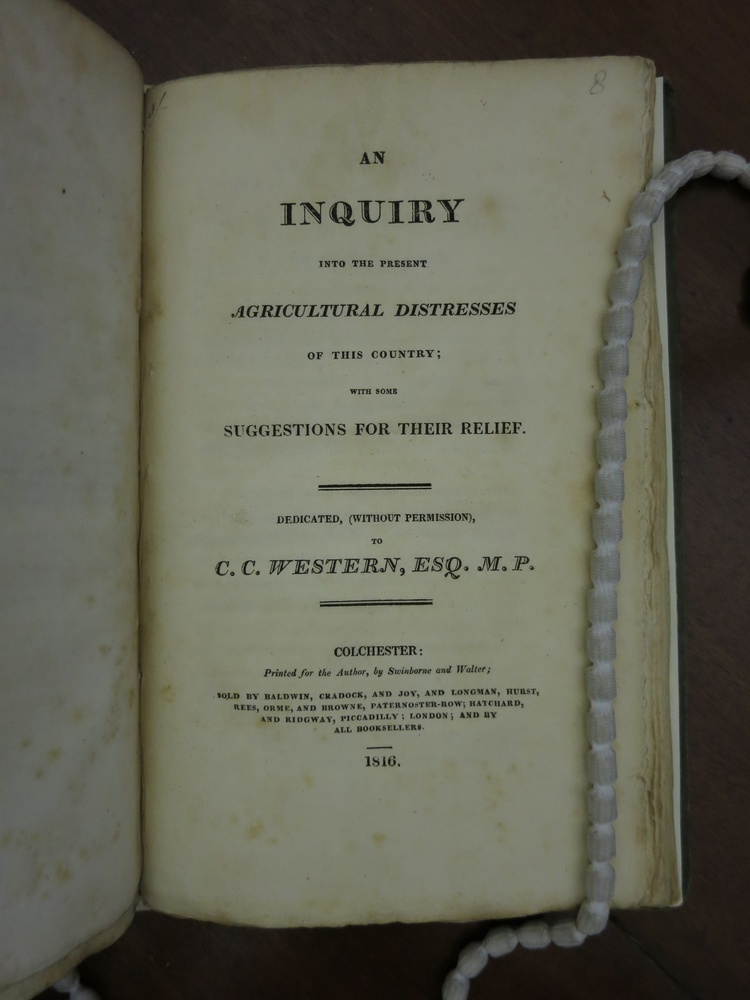 8
AN
INQUIRY
INTO THE PRESENT
AGRICULTURAL DISTRESSES
OF THIS COUNTRY;
WITH SOME
SUGGESTIONS FOR THEIR RELIEF.
DEDICATED, (WITHOUT PERMISSION),
TO
C. C. WESTERN, ESQ. M. P.
COLCHESTER:
Printed for the Author, by Swinborne and Walter;
SOLD BY BALDWIN, CRADOCK, AND JOY, AND LONGMAN, HURST,
REES, ORME, AND BROWNE, PATERNOSTER-ROW; HATCHARD,
AND RIDGWAY, PICCADILLY; LONDON; AND BY
ALL BOOKSELLERS.
1816.